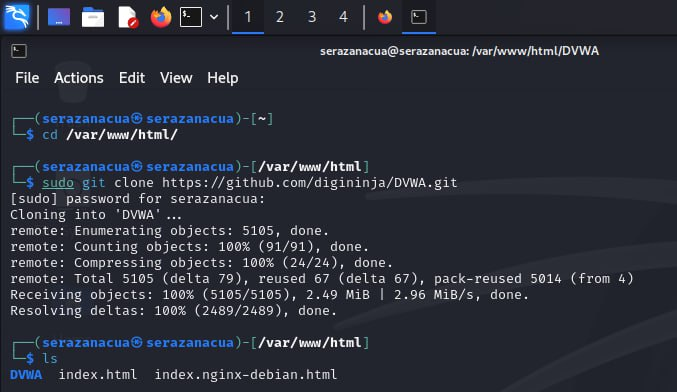 1 2 3 4
serazanacua@serazanacua: /var/www/html/DVWA
File Actions Edit View Help
┌──(serazanacua㉿serazanacua)-[~]
└─$ cd /var/www/html/
┌──(serazanacua㉿serazanacua)-[/var/www/html]
└─$ sudo git clone https://github.com/digininja/DVWA.git
[sudo] password for serazanacua:
Cloning into 'DVWA'...
remote: Enumerating objects: 5105, done.
remote: Counting objects: 100% (91/91), done.
remote: Compressing objects: 100% (24/24), done.
remote: Total 5105 (delta 79), reused 67 (delta 67), pack-reused 5014 (from 4)
Receiving objects: 100% (5105/5105), 2.49 MiB | 2.96 MiB/s, done.
Resolving deltas: 100% (2489/2489), done.
┌──(serazanacua㉿serazanacua)-[/var/www/html]
└─$ ls
DVWA index.html index.nginx-debian.html